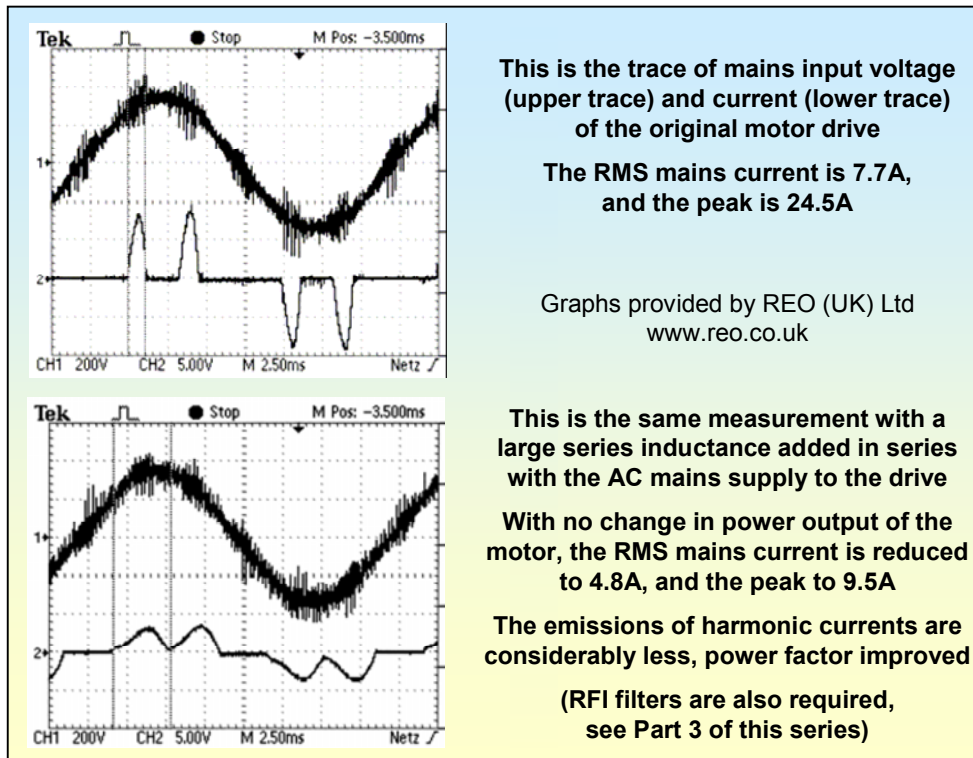 Tek Stop M Pos: -3.500ms
1
2
CH1 200V CH2 5.00V M 2.50ms Netz
This is the trace of mains input voltage
(upper trace) and current (lower trace)
of the original motor drive
The RMS mains current is 7.7A,
and the peak is 24.5A
Graphs provided by REO (UK) Ltd
www.reo.co.uk
Tek Stop M Pos: -3.500ms
1
2
CH1 200V CH2 5.00V M 2.50ms Netz
This is the same measurement with a
large series inductance added in series
with the AC mains supply to the drive
With no change in power output of the
motor, the RMS mains current is reduced
to 4.8A, and the peak to 9.5A
The emissions of harmonic currents are
considerably less, power factor improved
(RFI filters are also required,
see Part 3 of this series)